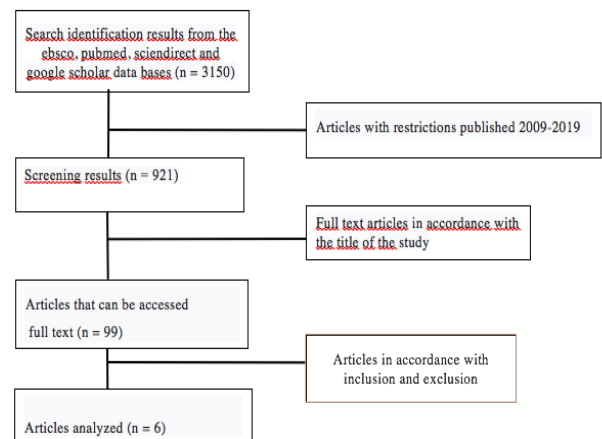 Search identification results from the
ebsco, pubmed, sciendirect and
google scholar data bases (n = 3150)
Articles with restrictions published 2009-2019
Screening results (n = 921)
Full text articles in accordance with
the title of the study
Articles that can be accessed
full text (n = 99)
Articles in accordance with
inclusion and exclusion
Articles analyzed (n = 6)